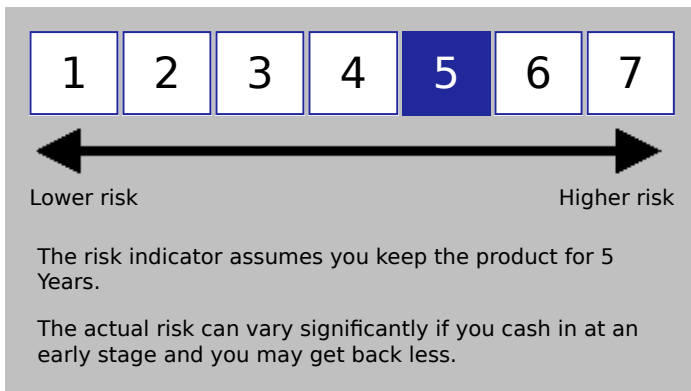 1 2 3 4 5 6 7
Lower risk Higher risk
The risk indicator assumes you keep the product for 5
Years.
The actual risk can vary significantly if you cash in at an
early stage and you may get back less.